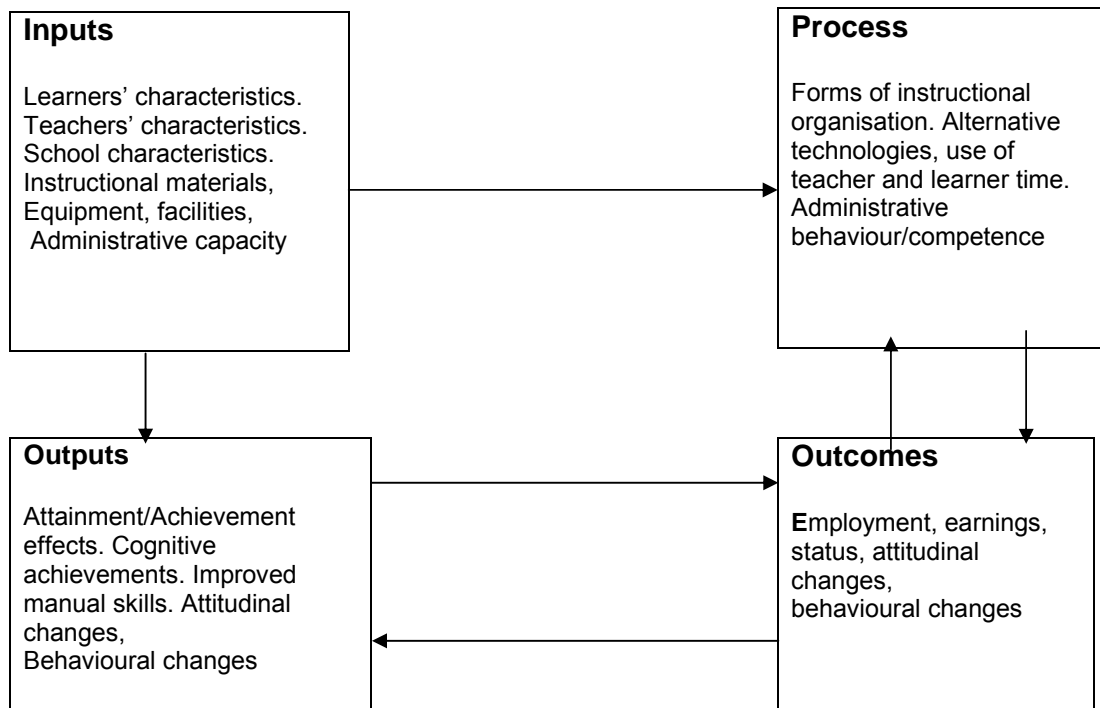 Inputs
Learners' characteristics.
Teachers' characteristics.
School characteristics.
Instructional materials,
Equipment, facilities,
Administrative capacity
Process
Forms of instructional
organisation. Alternative
technologies, use of
teacher and learner time.
Administrative
behaviour/competence
Outputs
Attainment/Achievement
effects. Cognitive
achievements. Improved
manual skills. Attitudinal
changes,
Behavioural changes
Outcomes
Employment, earnings,
status, attitudinal
changes,
behavioural changes